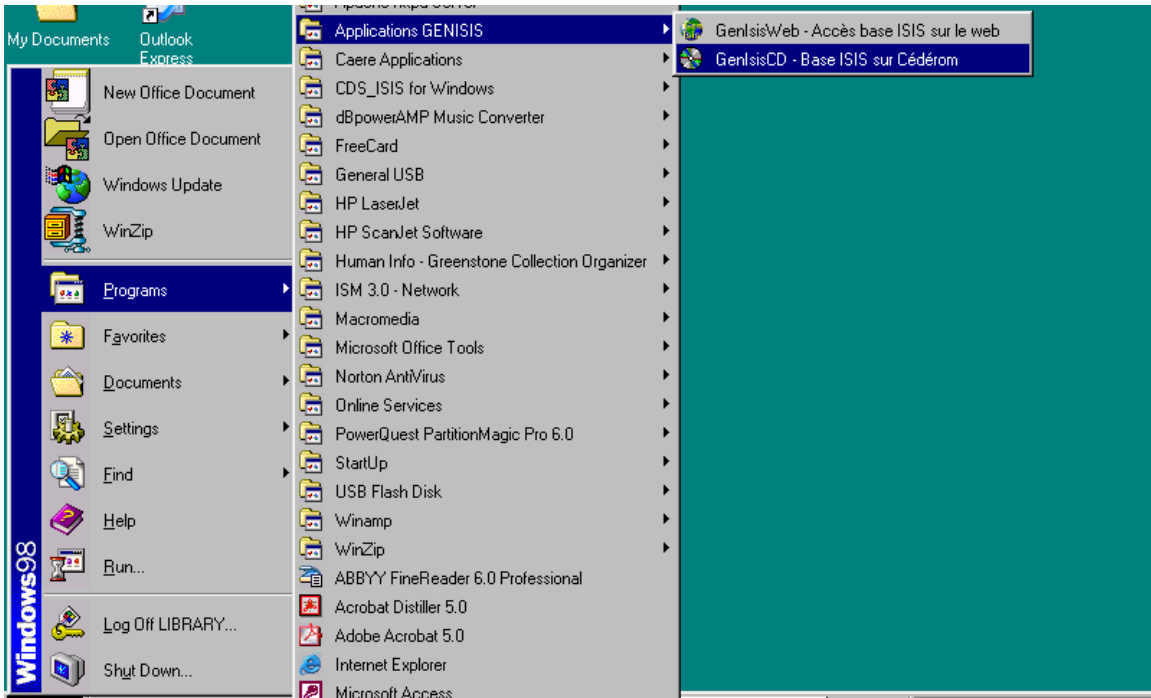 My Documents
Outlook
Express
New Office Document
Open Office Document
Windows Update
WinZip
Programs
Favorites
Documents
Settings
Find
Help
Run...
Log Off LIBRARY...
Shut Down...
Windows98
Apache httpd Server
Applications GENISIS
Caere Applications
CDS_ISIS for Windows
dBpowerAMP Music Converter
FreeCard
General USB
HP LaserJet
HP ScanJet Software
Human Info - Greenstone Collection Organizer
ISM 3.0 - Network
Macromedia
Microsoft Office Tools
Norton AntiVirus
Online Services
PowerQuest PartitionMagic Pro 6.0
StartUp
USB Flash Disk
Winamp
WinZip
ABBYY FineReader 6.0 Professional
Acrobat Distiller 5.0
Adobe Acrobat 5.0
Internet Explorer
Microsoft Access
GenIsisWeb - Accès base ISIS sur le web
GenIsisCD - Base ISIS sur Cédérom